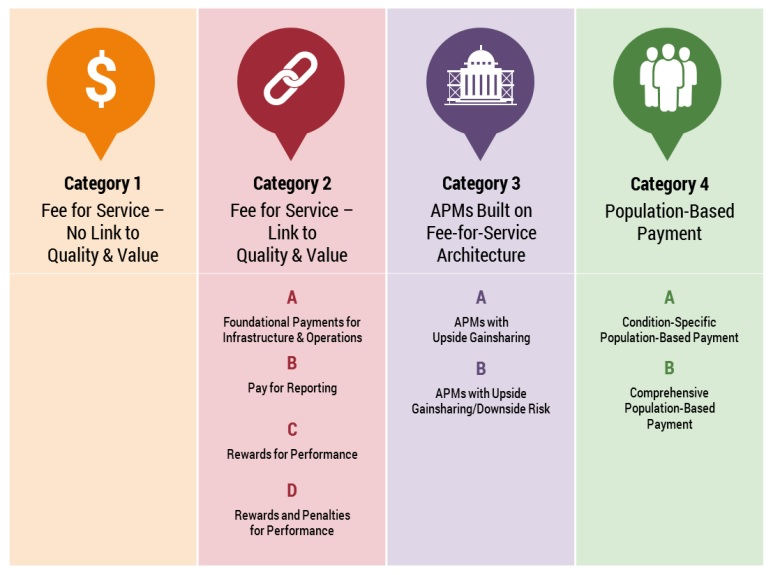 $
Category 1
Fee for Service –
No Link to
Quality & Value
Category 2
Fee for Service –
Link to
Quality & Value
A
Foundational Payments for
Infrastructure & Operations
B
Pay for Reporting
C
Rewards for Performance
D
Rewards and Penalties
for Performance
Category 3
APMs Built on
Fee-for-Service
Architecture
A
APMs with
Upside Gainsharing
B
APMs with Upside
Gainsharing/Downside Risk
Category 4
Population-Based
Payment
A
Condition-Specific
Population-Based Payment
B
Comprehensive
Population-Based
Payment